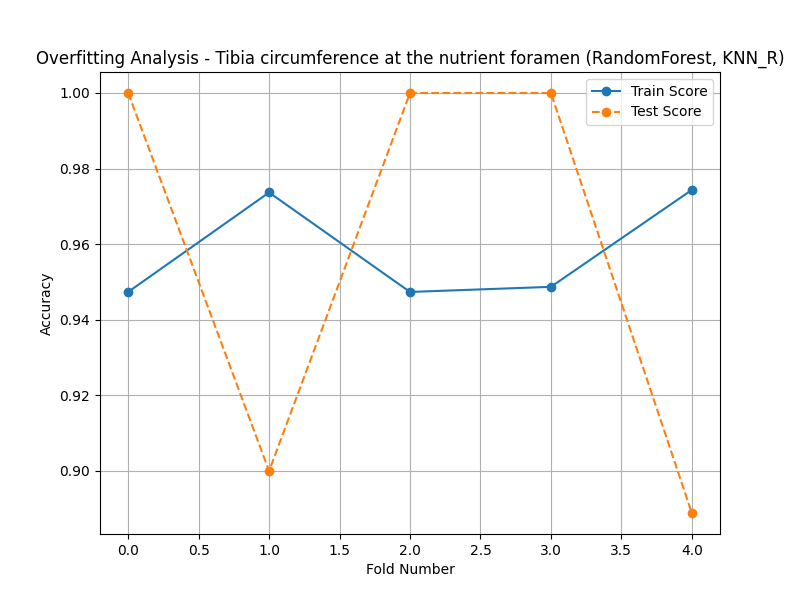 Overfitting Analysis - Tibia circumference at the nutrient foramen (RandomForest, KNN_R)
Train Score
Test Score
1.00
0.98
0.96
0.94
0.92
0.90
Accuracy
0.0 0.5 1.0 1.5 2.0 2.5 3.0 3.5 4.0
Fold Number